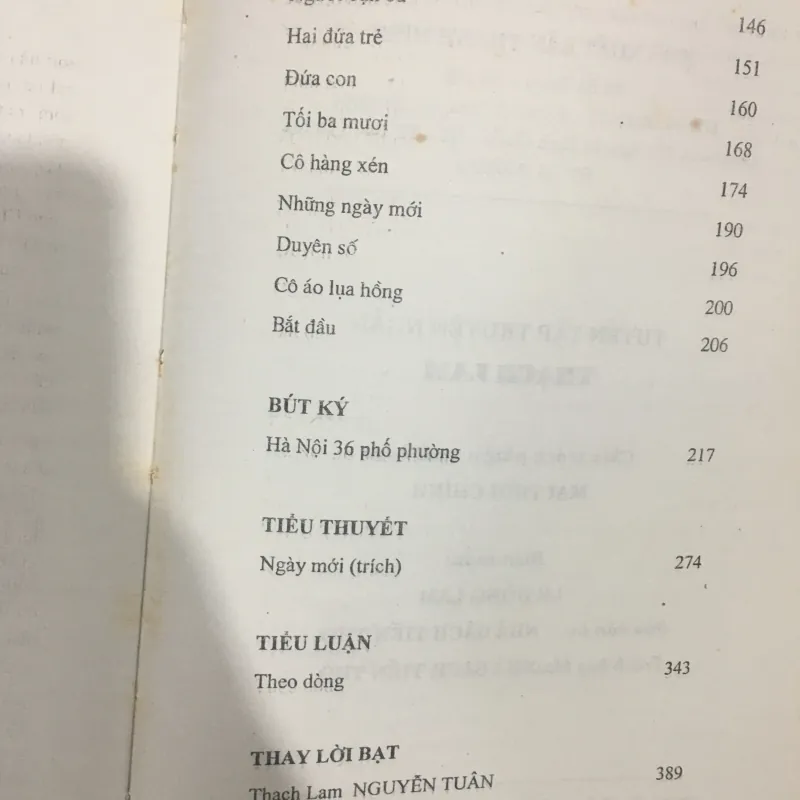 146
Hai đứa trẻ 151
Đứa con 160
Tối ba mươi 168
Cô hàng xén 174
Những ngày mới 190
Duyên số 196
Cô áo lụa hồng 200
Bắt đầu 206
BÚT KÝ
Hà Nội 36 phố phường 217
TIỂU THUYẾT
Ngày mới (trích) 274
TIỂU LUẬN
Theo dòng 343
THAY LỜI BẠT
Thạch Lam NGUYỄN TUÂN 389